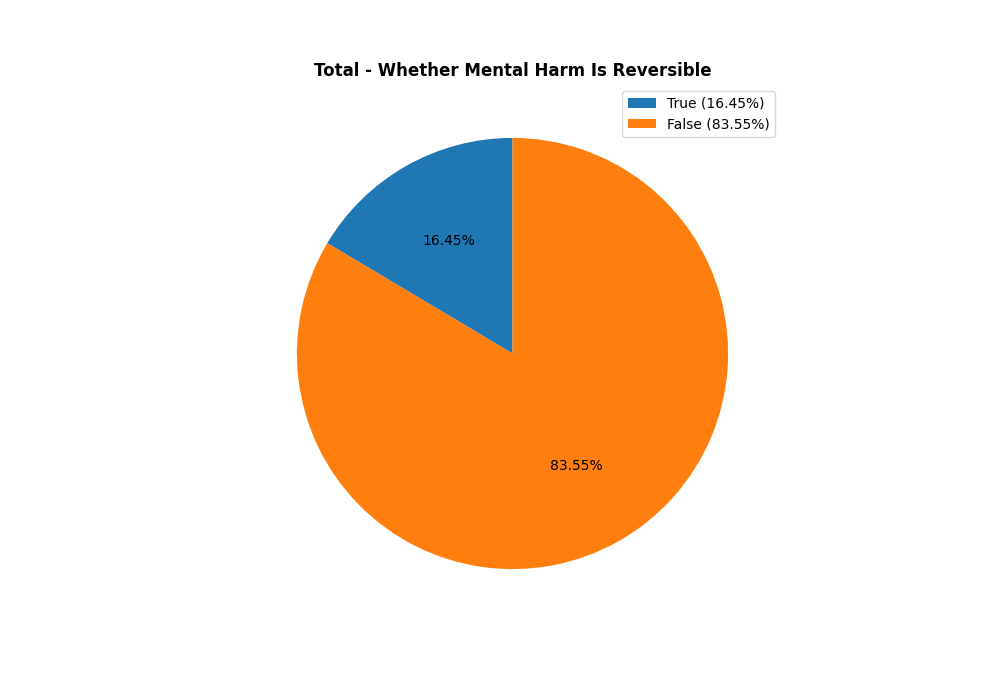 Total - Whether Mental Harm Is Reversible
True (16.45%)
False (83.55%)
16.45%
83.55%